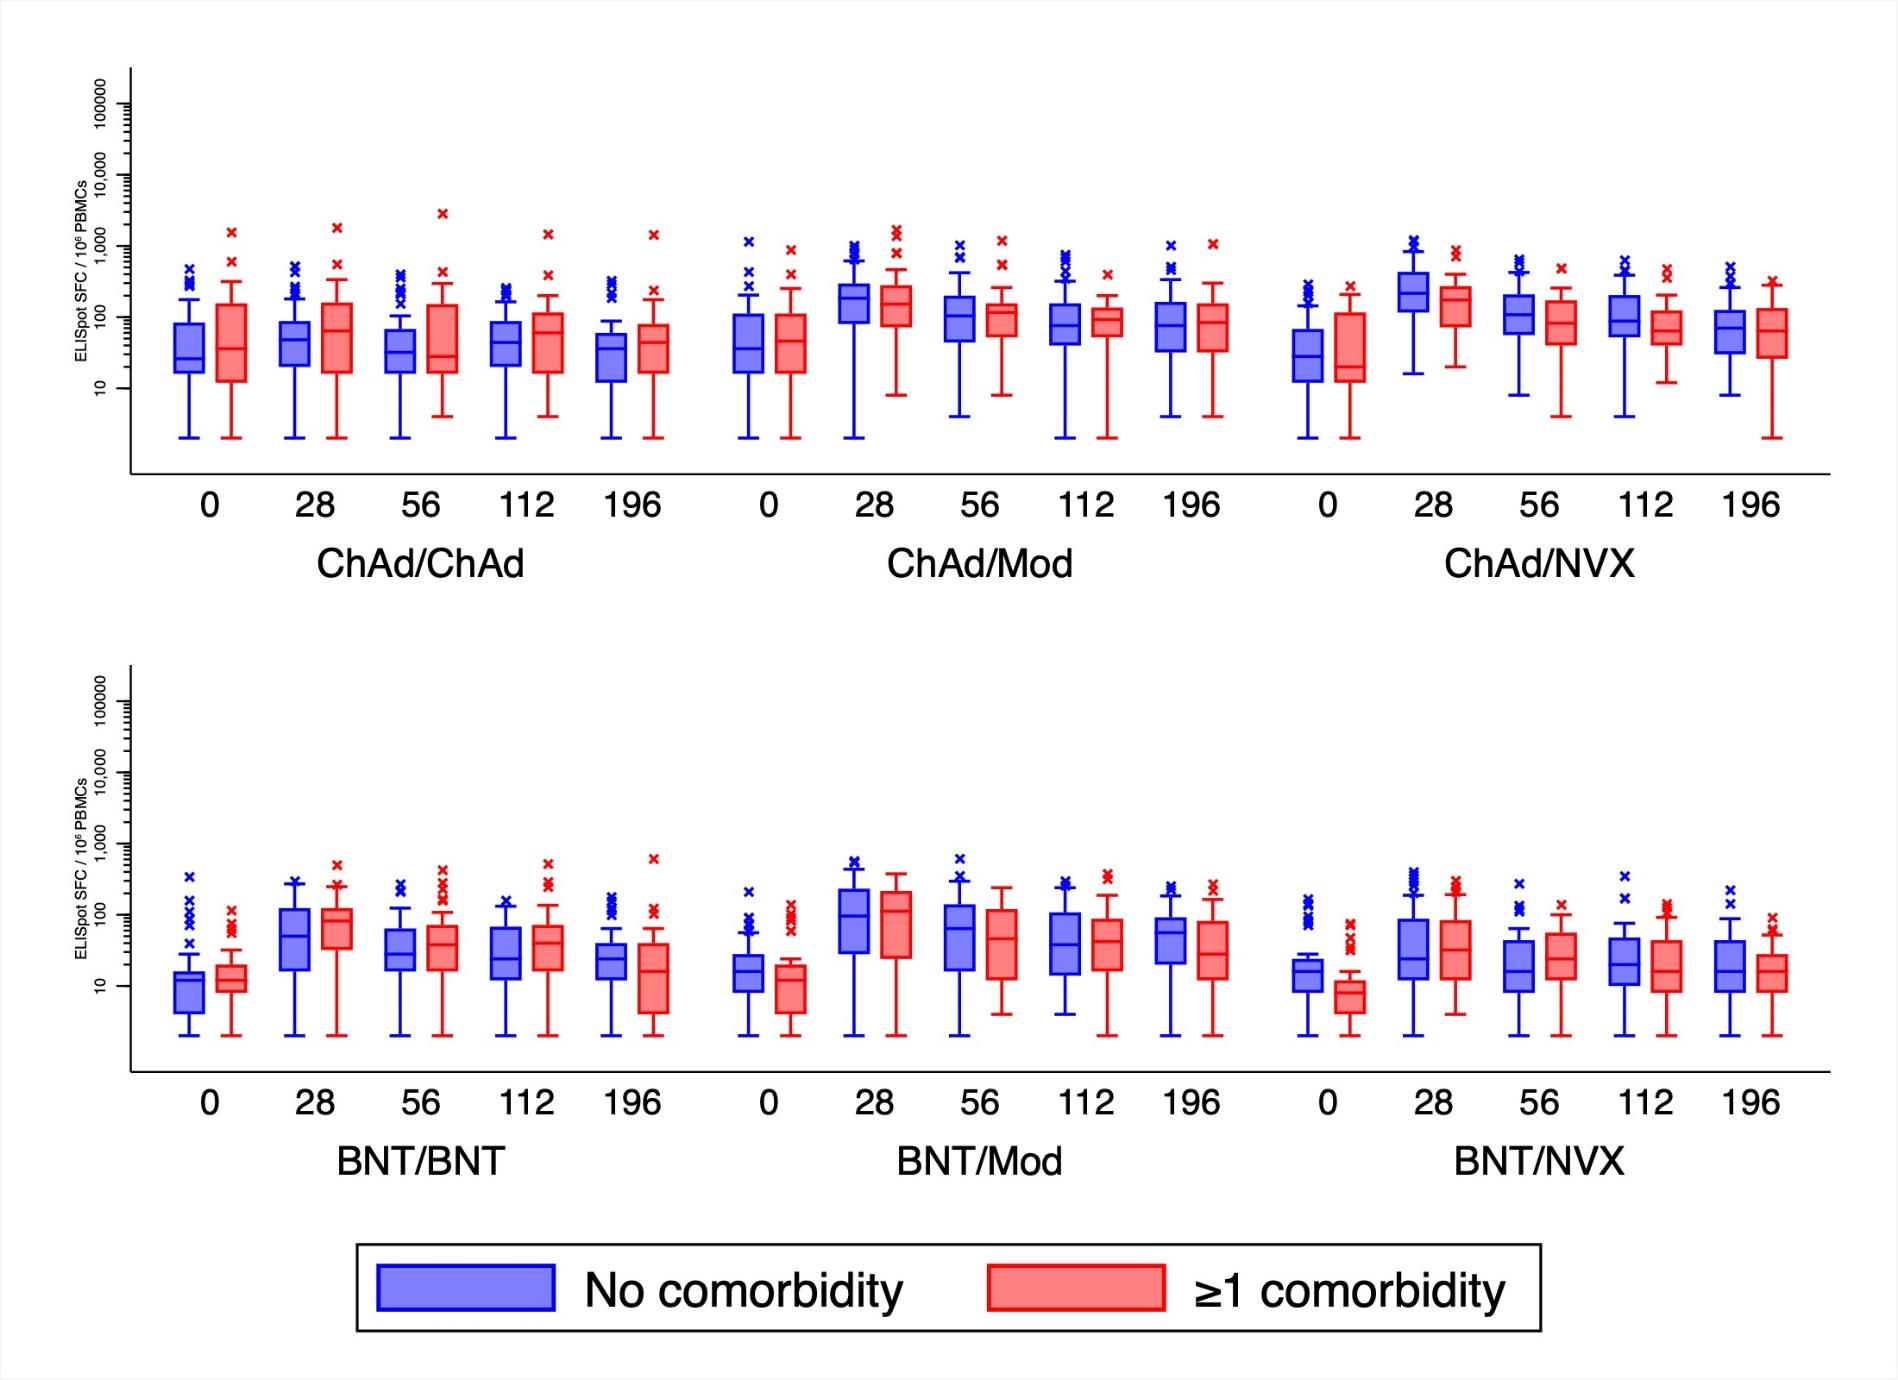 ELISpot SFC / 10⁶ PBMCs
100000
10,000
1,000
100
10
0 28 56 112 196 0 28 56 112 196 0 28 56 112 196
ChAd/ChAd ChAd/Mod ChAd/NVX
ELISpot SFC / 10⁶ PBMCs
100000
10,000
1,000
100
10
0 28 56 112 196 0 28 56 112 196 0 28 56 112 196
BNT/BNT BNT/Mod BNT/NVX
No comorbidity ≥1 comorbidity